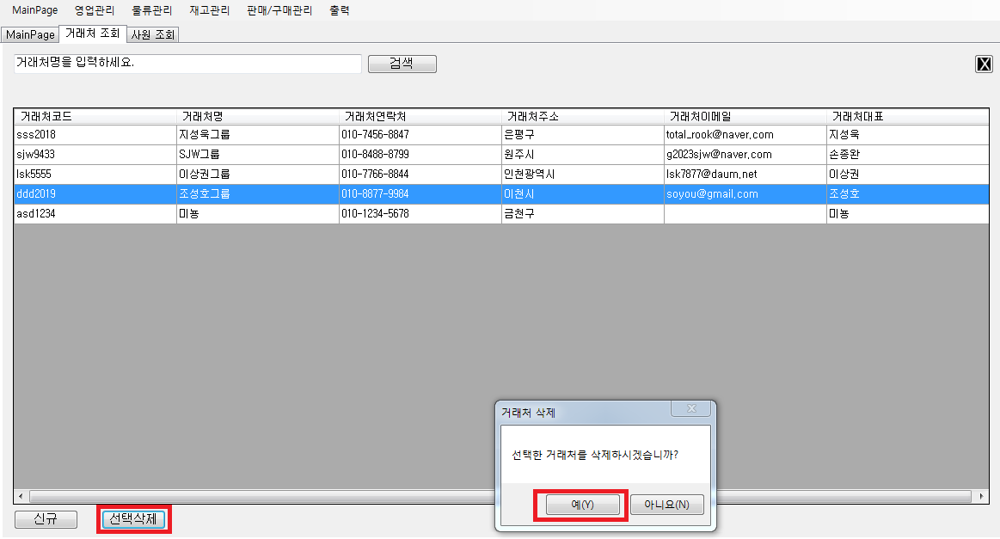 MainPage 영업관리 물류관리 재고관리 판매/구매관리 출력
MainPage 거래처 조회 사원 조회
거래처명을 입력하세요. 검색 X
거래처코드 거래처명 거래처연락처 거래처주소 거래처이메일 거래처대표
sss2018 지성욱그룹 010-7456-8847 은평구 total_rook@naver.com 지성욱
sjw9433 SJW그룹 010-8488-8799 원주시 g2023sjw@naver.com 손종완
lsk5555 이상권그룹 010-7766-8844 인천광역시 lsk7877@daum.net 이상권
ddd2019 조성호그룹 010-8877-9984 이천시 soyou@gmail.com 조성호
asd1234 미뇽 010-1234-5678 금천구 미뇽
거래처 삭제
선택한 거래처를 삭제하시겠습니까?
예(Y) 아니요(N)
신규 선택삭제